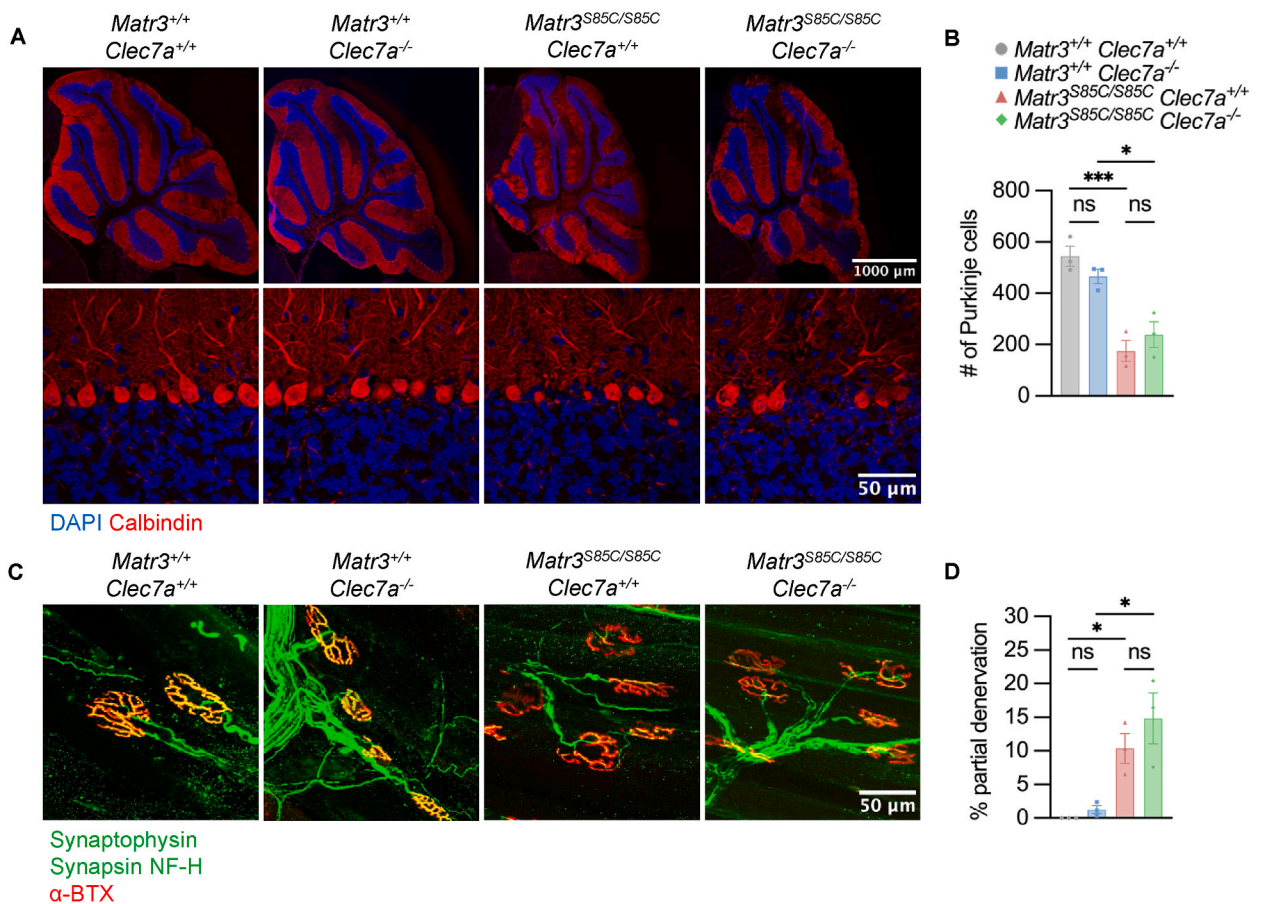 A
Matr3+/+
Clec7a+/+
Matr3+/+
Clec7a-/-
Matr3S85C/S85C
Clec7a+/+
Matr3S85C/S85C
Clec7a-/-
1000 µm
50 µm
DAPI Calbindin
B
Matr3+/+ Clec7a+/+
Matr3+/+ Clec7a-/-
Matr3S85C/S85C Clec7a+/+
Matr3S85C/S85C Clec7a-/-
*
***
ns
ns
# of Purkinje cells
800
600
400
200
0
C
Matr3+/+
Clec7a+/+
Matr3+/+
Clec7a-/-
Matr3S85C/S85C
Clec7a+/+
Matr3S85C/S85C
Clec7a-/-
50 µm
Synaptophysin
Synapsin NF-H
α-BTX
D
*
*
ns
ns
% partial denervation
30
25
20
15
10
5
0